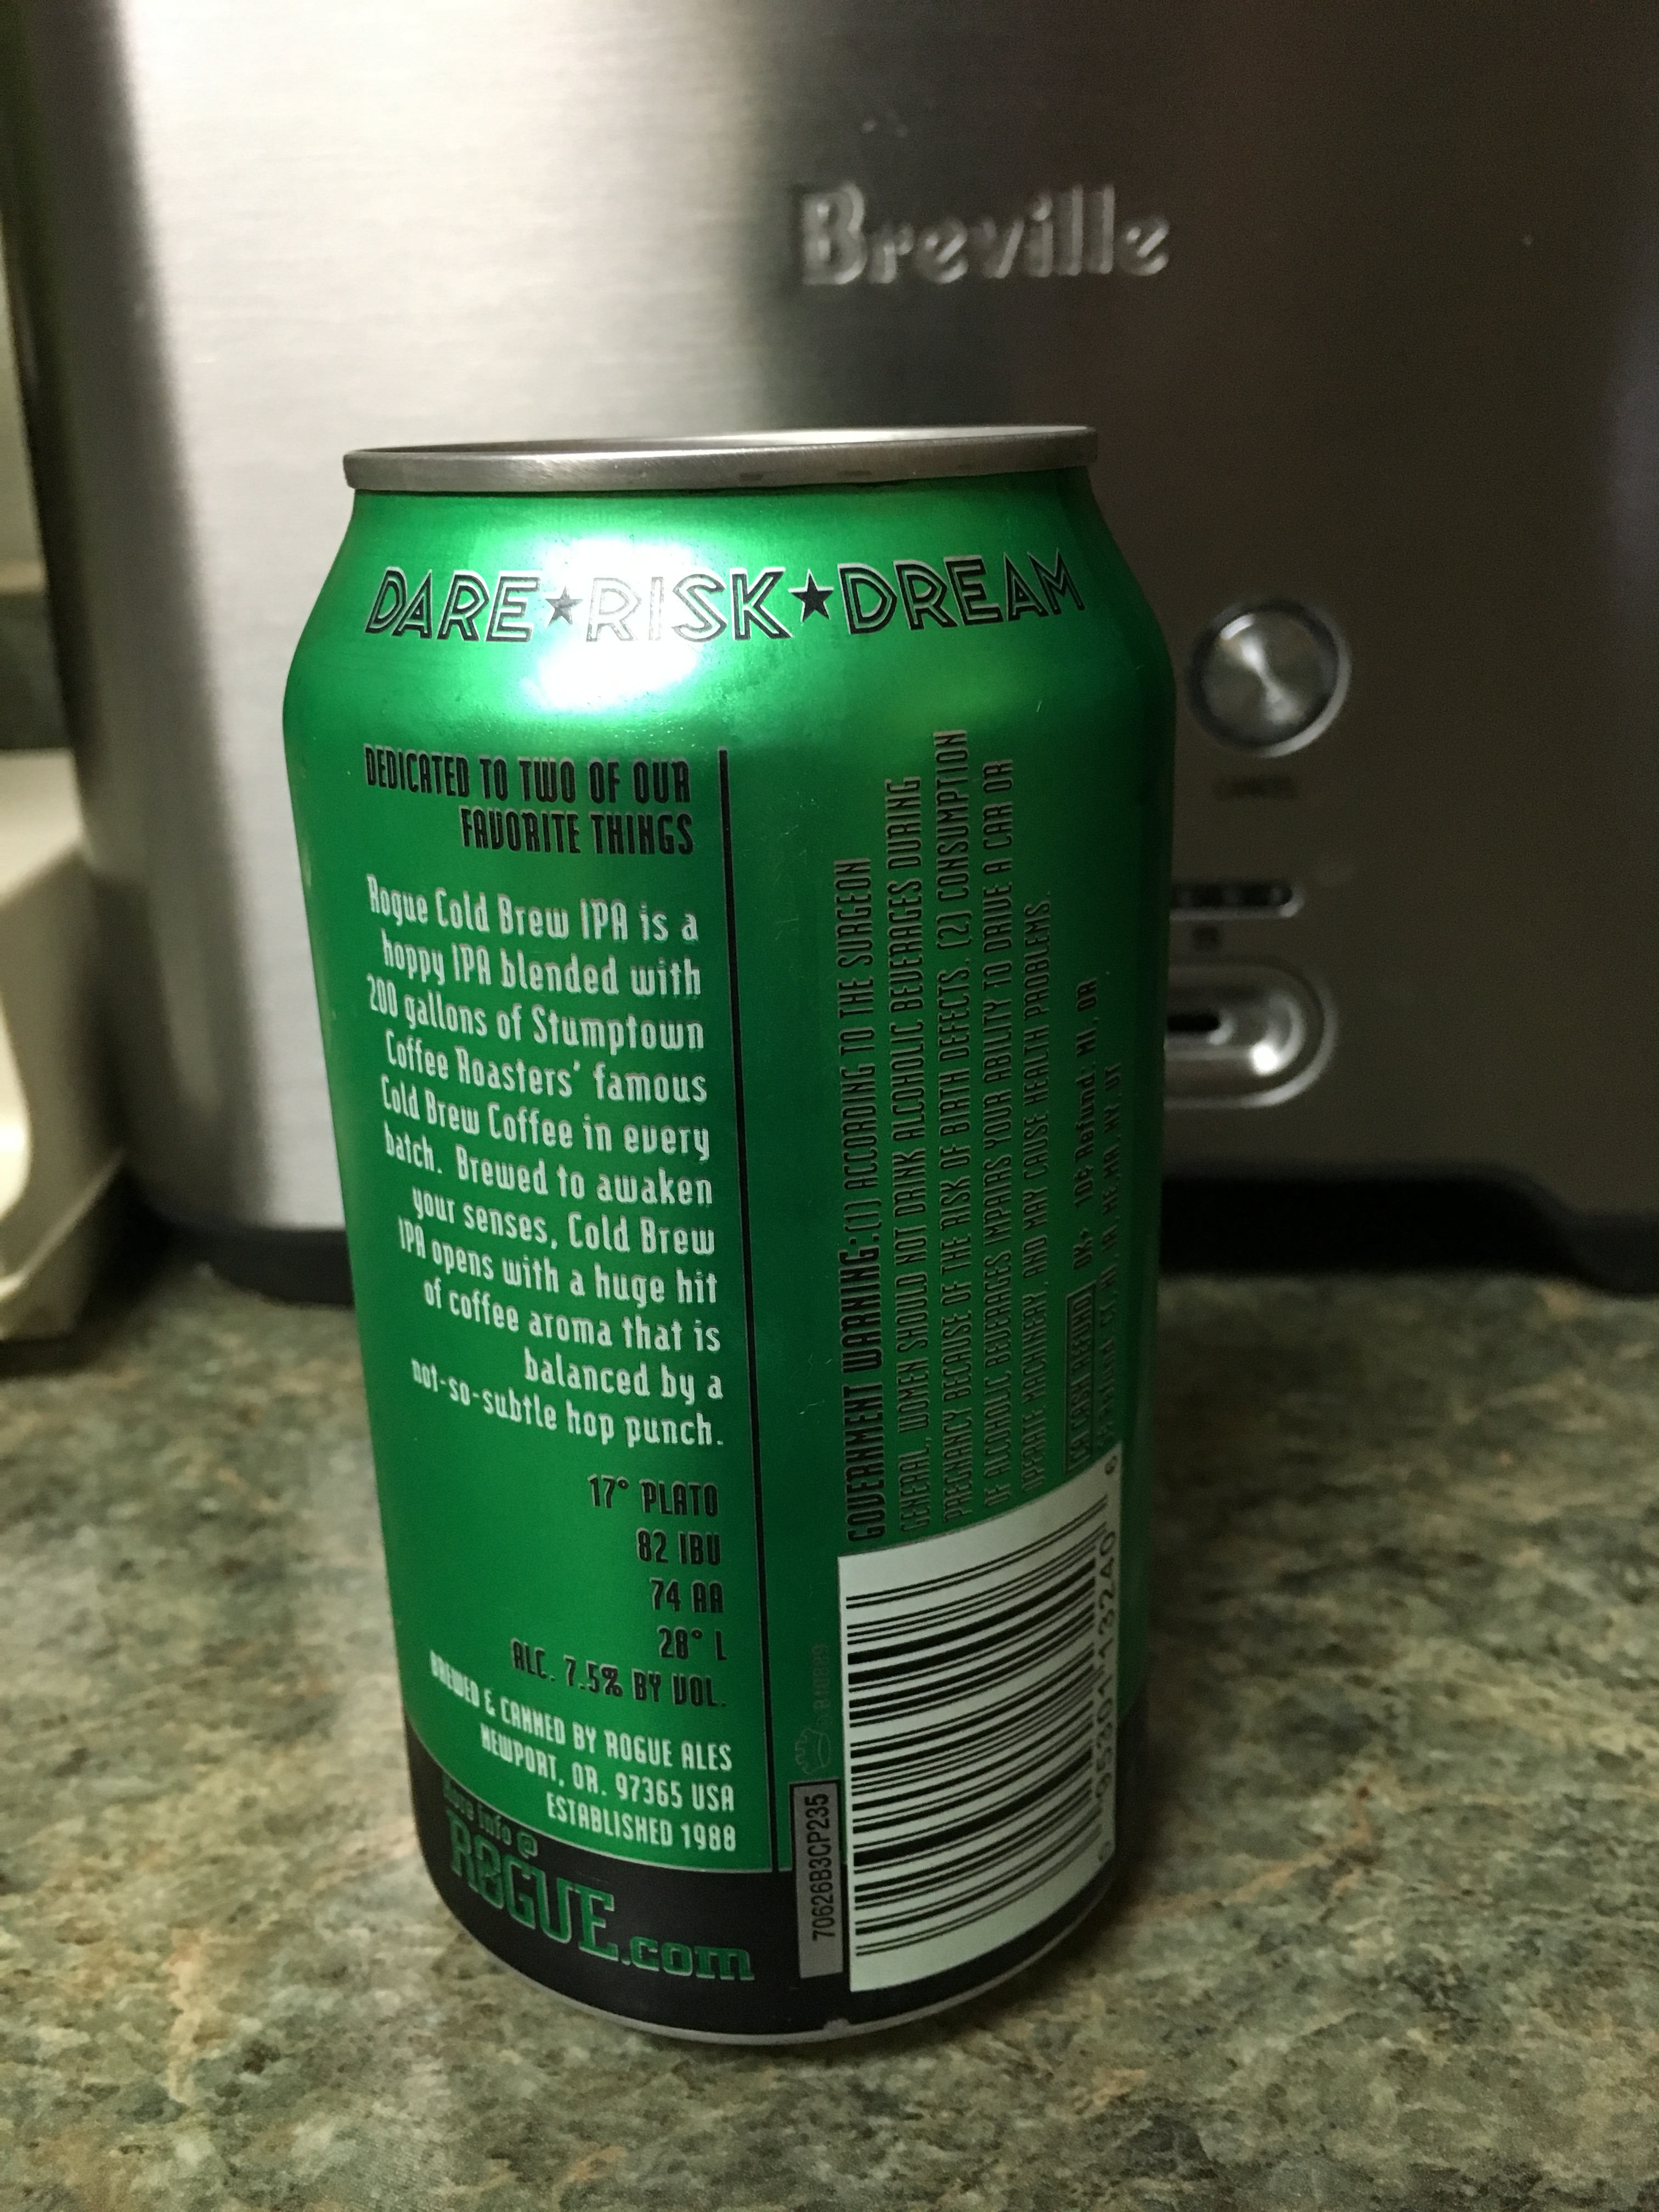 Breville
DARE★RISK★DREAM
DEDICATED TO TWO OF OUR
FAVORITE THINGS
Rogue Cold Brew IPA is a
hoppy IPA blended with
200 gallons of Stumptown
Coffee Roasters' famous
Cold Brew Coffee in every
batch. Brewed to awaken
your senses, Cold Brew
IPA opens with a huge hit
of coffee aroma that is
balanced by a
not-so-subtle hop punch.
17° PLATO
82 IBU
74 AA
28° L
ALC. 7.5% BY VOL.
BREWED & CANNED BY ROGUE ALES
NEWPORT, OR. 97365 USA
ESTABLISHED 1988
more info @
ROGUE.com
GOVERNMENT WARNING:(1) ACCORDING TO THE SURGEON
GENERAL, WOMEN SHOULD NOT DRINK ALCOHOLIC BEVERAGES DURING
PREGNANCY BECAUSE OF THE RISK OF BIRTH DEFECTS. (2) CONSUMPTION
OF ALCOHOLIC BEVERAGES IMPAIRS YOUR ABILITY TO DRIVE A CAR OR
OPERATE MACHINERY, AND MAY CAUSE HEALTH PROBLEMS.
OK+ 10¢ Refund: MI, OR
70626B3CP235
CANCEL